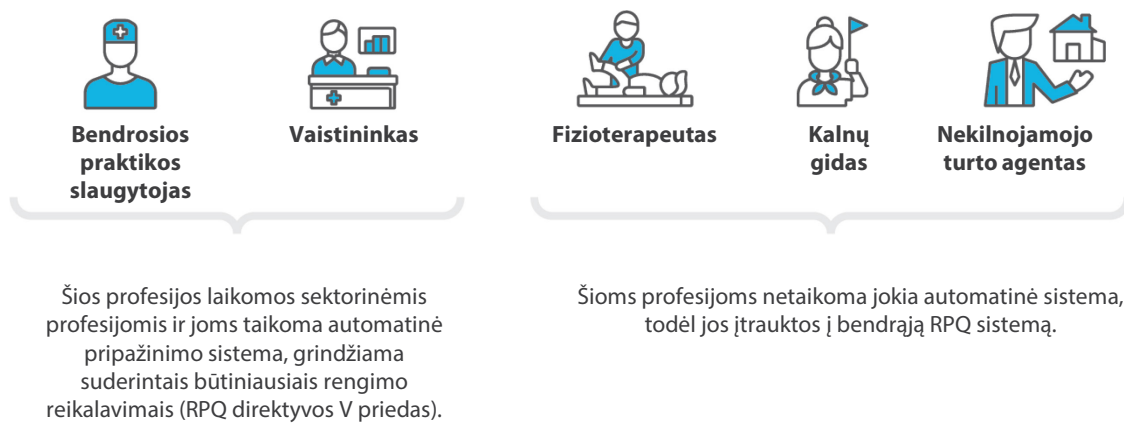 Bendrosios
praktikos
slaugytojas
Vaistininkas
Fizioterapeutas
Kalnų
gidas
Nekilnojamojo
turto agentas
Šios profesijos laikomos sektorinėmis
profesijomis ir joms taikoma automatinė
pripažinimo sistema, grindžiama
suderintais būtiniausiais rengimo
reikalavimais (RPQ direktyvos V priedas).
Šioms profesijoms netaikoma jokia automatinė sistema,
todėl jos įtrauktos į bendrąją RPQ sistemą.